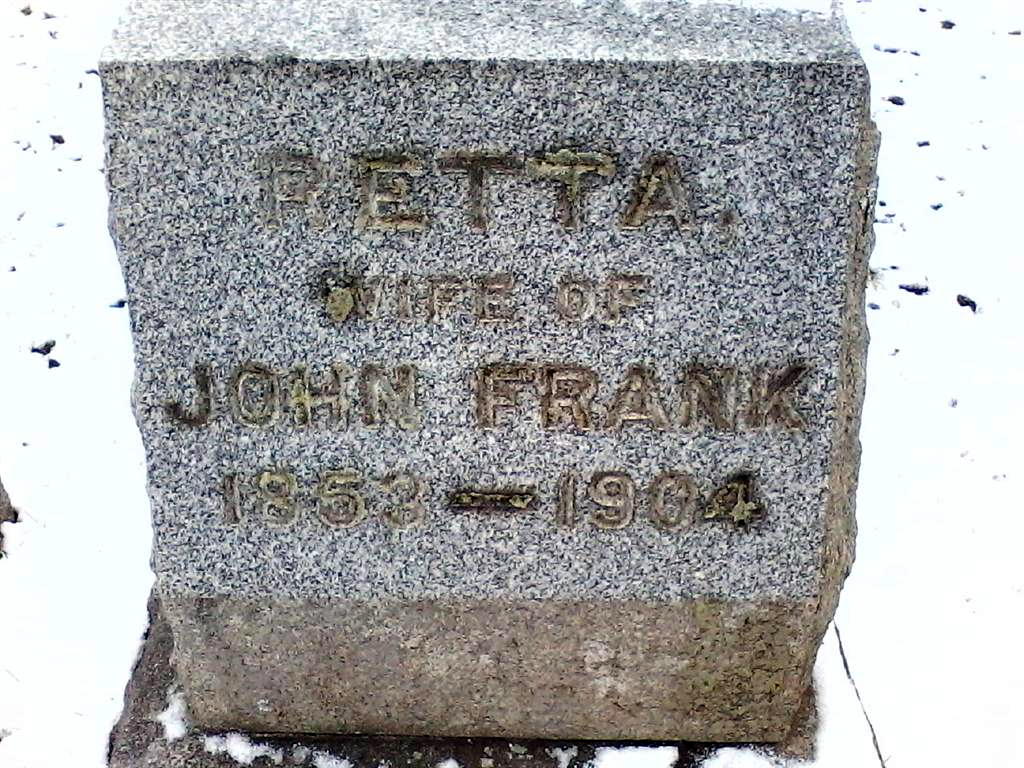 RETTA.
WIFE OF
JOHN FRANK
1853 — 1904